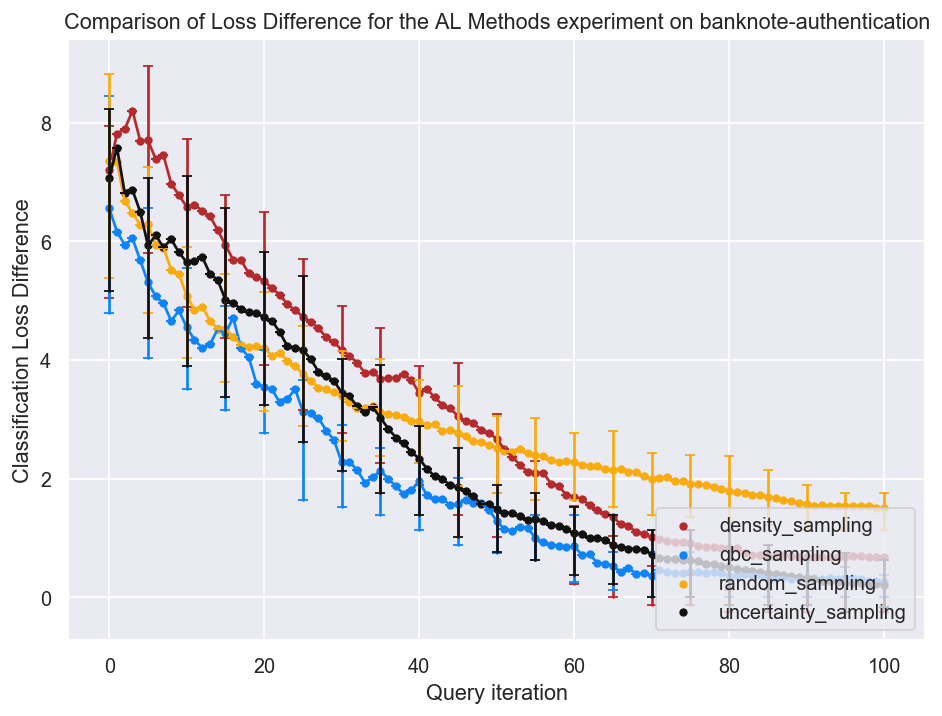 Comparison of Loss Difference for the AL Methods experiment on banknote-authentication
Classification Loss Difference
8
6
4
2
0
density_sampling
qbc_sampling
random_sampling
uncertainty_sampling
0 20 40 60 80 100
Query iteration